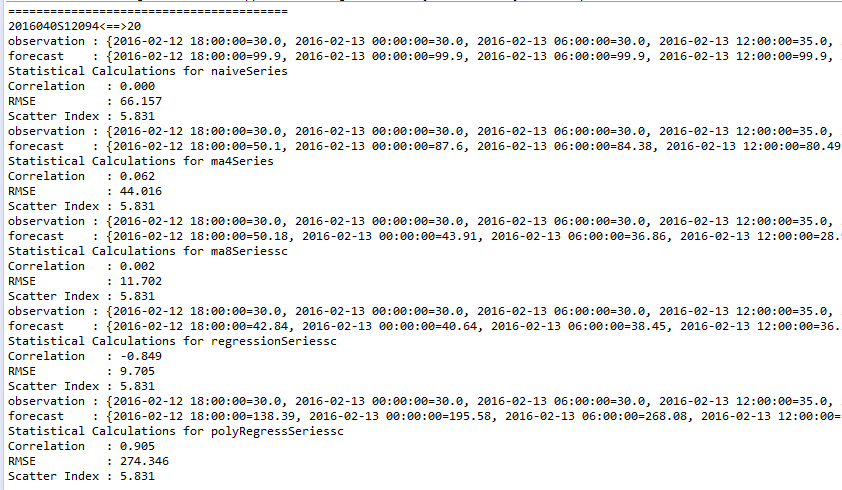 ========================================
2016040S12094<==>20
observation : {2016-02-12 18:00:00=30.0, 2016-02-13 00:00:00=30.0, 2016-02-13 06:00:00=30.0, 2016-02-13 12:00:00=35.0,
forecast    : {2016-02-12 18:00:00=99.9, 2016-02-13 00:00:00=99.9, 2016-02-13 06:00:00=99.9, 2016-02-13 12:00:00=99.9,
Statistical Calculations for naiveSeries
Correlation   : 0.000
RMSE          : 66.157
Scatter Index : 5.831
observation : {2016-02-12 18:00:00=30.0, 2016-02-13 00:00:00=30.0, 2016-02-13 06:00:00=30.0, 2016-02-13 12:00:00=35.0,
forecast    : {2016-02-12 18:00:00=50.1, 2016-02-13 00:00:00=87.6, 2016-02-13 06:00:00=84.38, 2016-02-13 12:00:00=80.49
Statistical Calculations for ma4Series
Correlation   : 0.062
RMSE          : 44.016
Scatter Index : 5.831
observation : {2016-02-12 18:00:00=30.0, 2016-02-13 00:00:00=30.0, 2016-02-13 06:00:00=30.0, 2016-02-13 12:00:00=35.0,
forecast    : {2016-02-12 18:00:00=50.18, 2016-02-13 00:00:00=43.91, 2016-02-13 06:00:00=36.86, 2016-02-13 12:00:00=28.
Statistical Calculations for ma8Seriessc
Correlation   : 0.002
RMSE          : 11.702
Scatter Index : 5.831
observation : {2016-02-12 18:00:00=30.0, 2016-02-13 00:00:00=30.0, 2016-02-13 06:00:00=30.0, 2016-02-13 12:00:00=35.0,
forecast    : {2016-02-12 18:00:00=42.84, 2016-02-13 00:00:00=40.64, 2016-02-13 06:00:00=38.45, 2016-02-13 12:00:00=36.
Statistical Calculations for regressionSeriessc
Correlation   : -0.849
RMSE          : 9.705
Scatter Index : 5.831
observation : {2016-02-12 18:00:00=30.0, 2016-02-13 00:00:00=30.0, 2016-02-13 06:00:00=30.0, 2016-02-13 12:00:00=35.0,
forecast    : {2016-02-12 18:00:00=138.39, 2016-02-13 00:00:00=195.58, 2016-02-13 06:00:00=268.08, 2016-02-13 12:00:00=
Statistical Calculations for polyRegressSeriessc
Correlation   : 0.905
RMSE          : 274.346
Scatter Index : 5.831